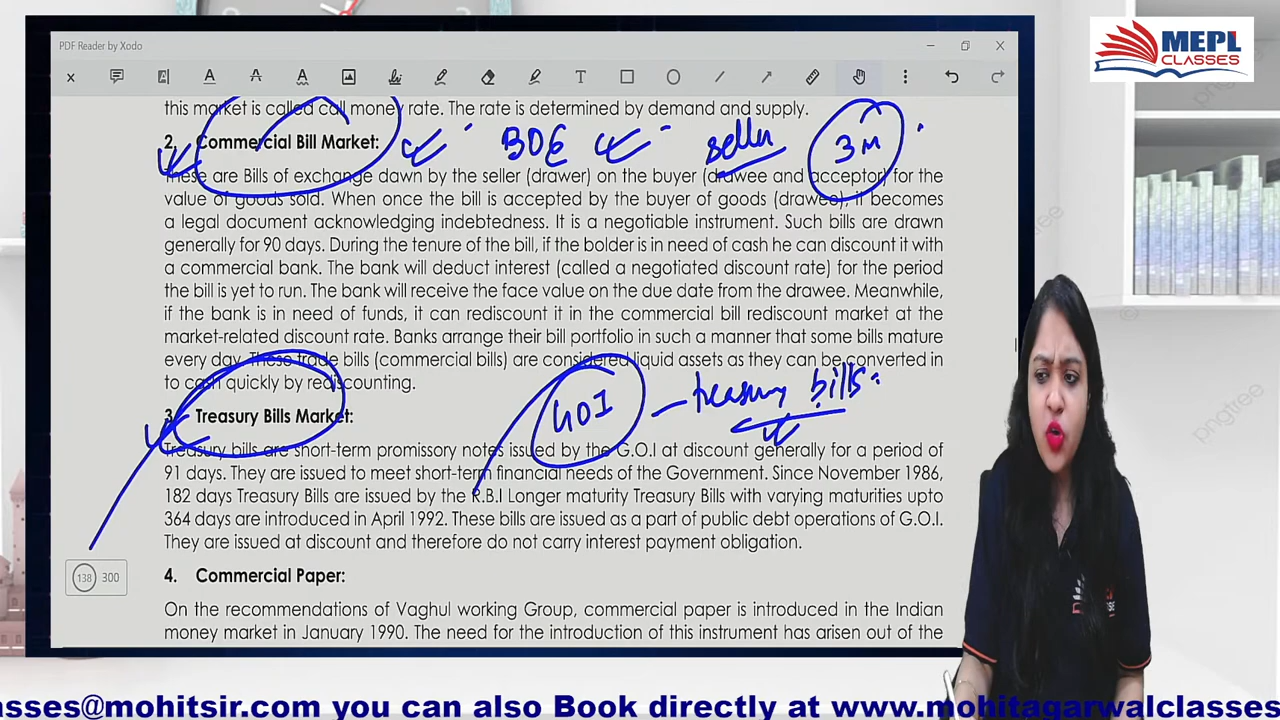 PDF Reader by Xodo
MEPL
CLASSES
this market is called call money rate. The rate is determined by demand and supply.
2. Commercial Bill Market:
BOE
seller
3 M
These are Bills of exchange dawn by the seller (drawer) on the buyer (drawee and acceptor) for the
value of goods sold. When once the bill is accepted by the buyer of goods (drawee), it becomes
a legal document acknowledging indebtedness. It is a negotiable instrument. Such bills are drawn
generally for 90 days. During the tenure of the bill, if the bolder is in need of cash he can discount it with
a commercial bank. The bank will deduct interest (called a negotiated discount rate) for the period
the bill is yet to run. The bank will receive the face value on the due date from the drawee. Meanwhile,
if the bank is in need of funds, it can rediscount it in the commercial bill rediscount market at the
market-related discount rate. Banks arrange their bill portfolio in such a manner that some bills mature
every day. These trade bills (commercial bills) are considered liquid assets as they can be converted in
to cash quickly by rediscounting.
GOI — treasury bills
3. Treasury Bills Market:
Treasury bills are short-term promissory notes issued by the G.O.I at discount generally for a period of
91 days. They are issued to meet short-term financial needs of the Government. Since November 1986,
182 days Treasury Bills are issued by the R.B.I Longer maturity Treasury Bills with varying maturities upto
364 days are introduced in April 1992. These bills are issued as a part of public debt operations of G.O.I.
They are issued at discount and therefore do not carry interest payment obligation.
138 300
4. Commercial Paper:
On the recommendations of Voghul working Group, commercial paper is introduced in the Indian
money market in January 1990. The need for the introduction of this instrument has arisen out of the
asses@mohitsir.com you can also Book directly at www.mohitagarwalclasses
pngtree
pngtree